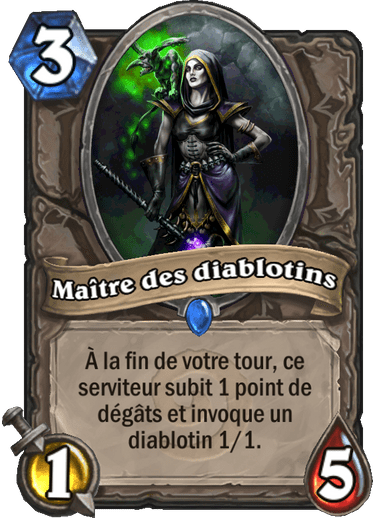 3
Maître des diablotins
À la fin de votre tour, ce
serviteur subit 1 point de
dégâts et invoque un
diablotin 1/1.
1
5